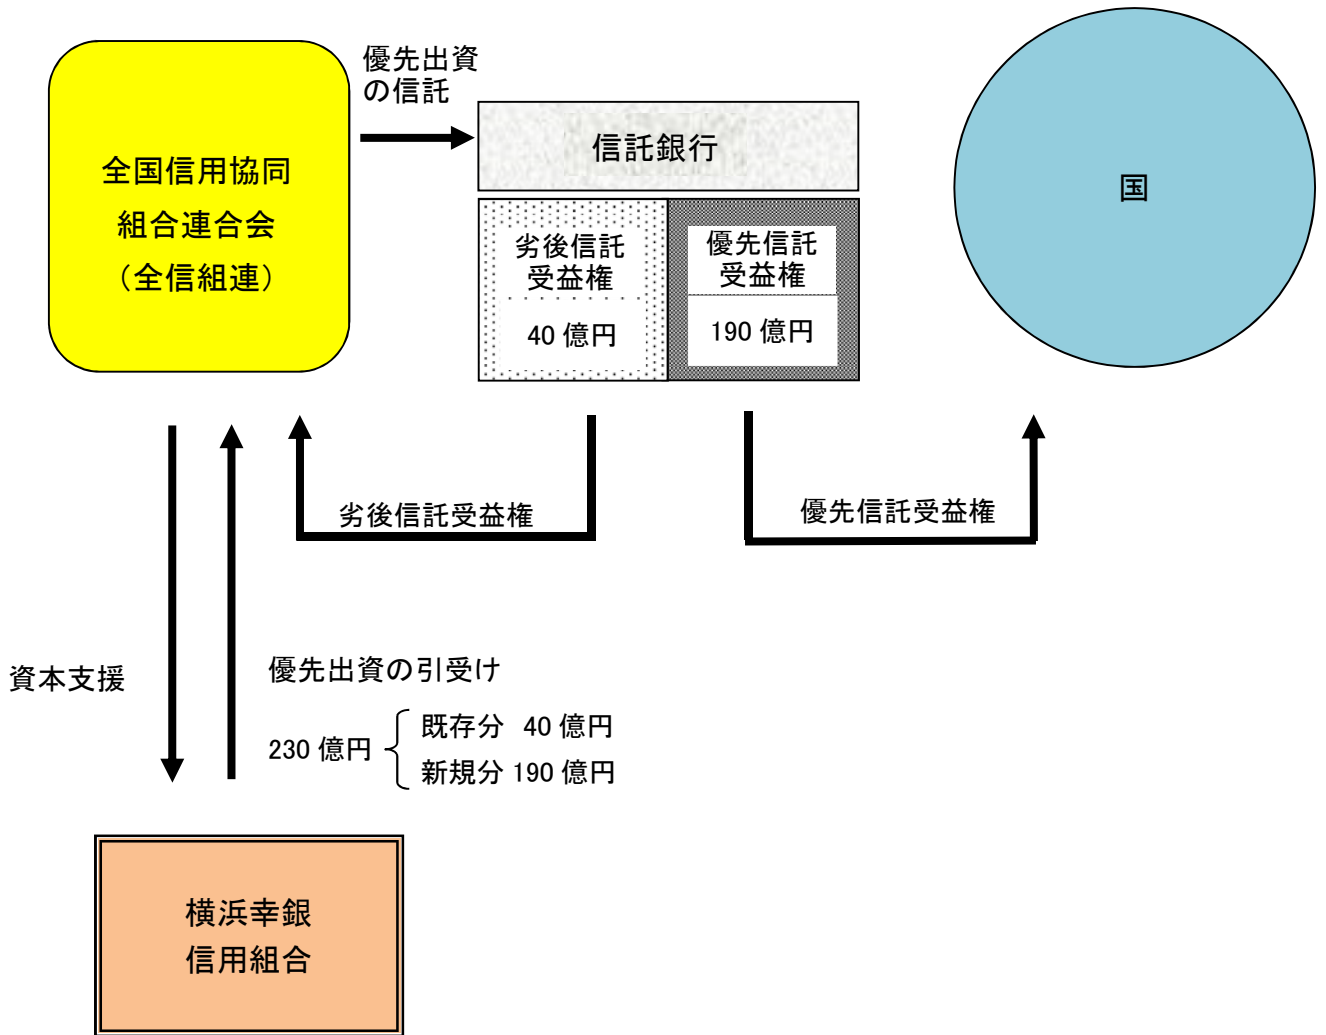 優先出資
の信託
全国信用協同
組合連合会
（全信組連）
信託銀行
国
劣後信託
受益権
40 億円
優先信託
受益権
190 億円
劣後信託受益権
優先信託受益権
資本支援
優先出資の引受け
230 億円
既存分 40 億円
新規分 190 億円
横浜幸銀
信用組合